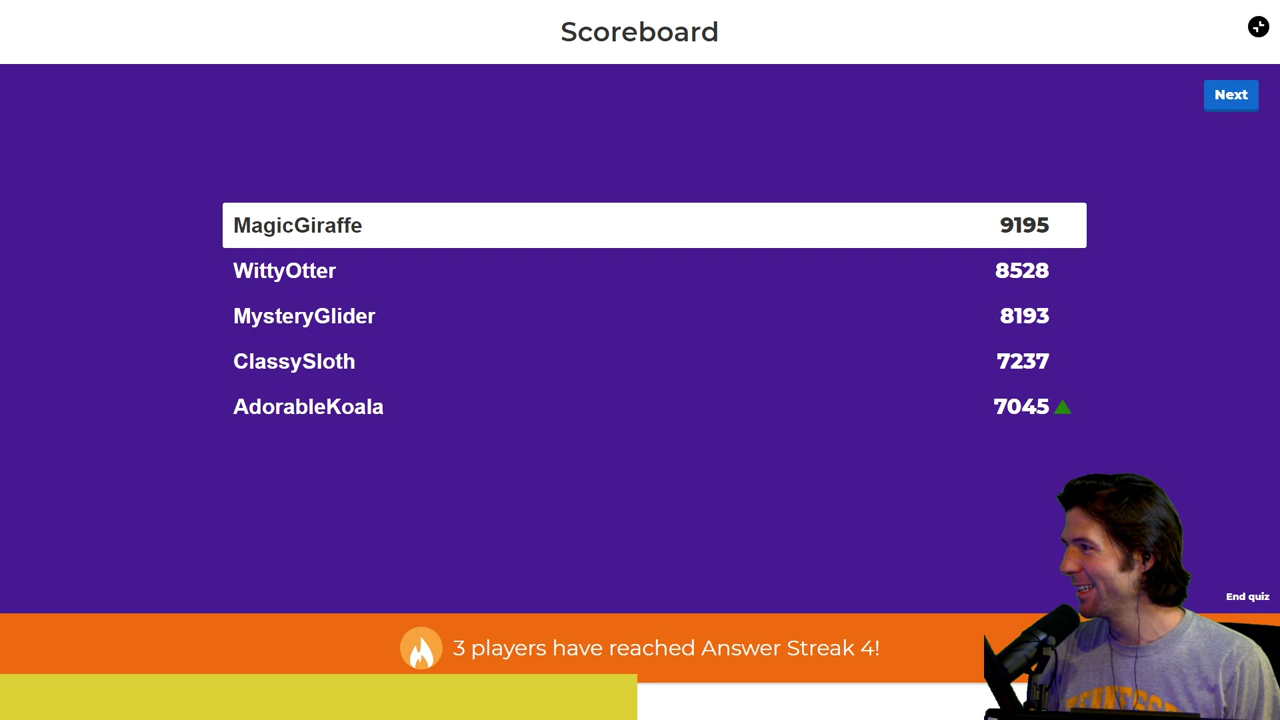 Scoreboard
Next
MagicGiraffe 9195
WittyOtter 8528
MysteryGlider 8193
ClassySloth 7237
AdorableKoala 7045
End quiz
3 players have reached Answer Streak 4!